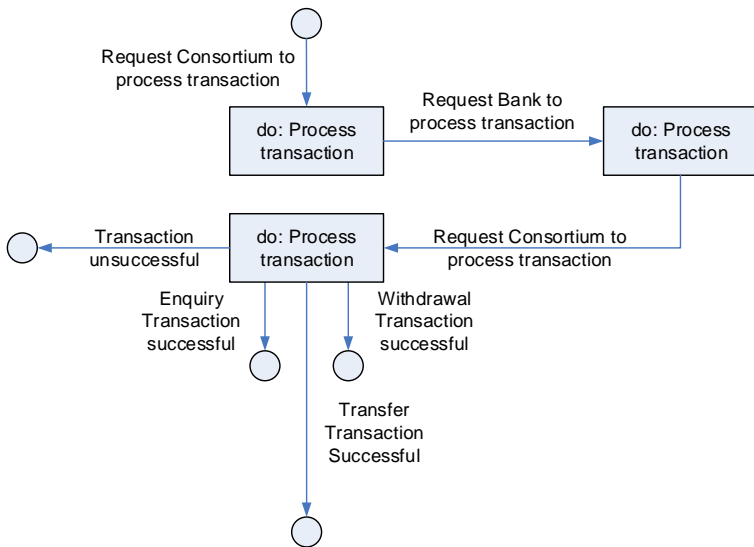 Request Consortium to
process transaction
do: Process
transaction
Request Bank to
process transaction
do: Process
transaction
Transaction
unsuccessful
do: Process
transaction
Request Consortium to
process transaction
Enquiry
Transaction
successful
Withdrawal
Transaction
successful
Transfer
Transaction
Successful